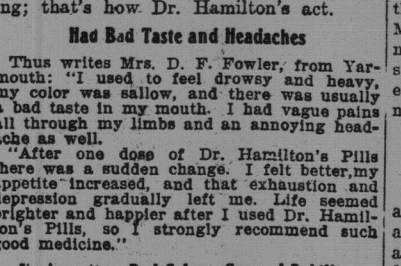 ng; that's how Dr. Hamilton's act.
Had Bad Taste and Headaches
Thus writes Mrs. D. F. Fowler, from Yar-
mouth: "I used to feel drowsy and heavy,
my color was sallow, and there was usually
a bad taste in my mouth. I had vague pains
all through my limbs and an annoying head-
ache as well.
"After one dose of Dr. Hamilton's Pills
there was a sudden change. I felt better,my
appetite increased, and that exhaustion and
depression gradually left me. Life seemed
brighter and happier after I used Dr. Hamil-
ton's Pills, so I strongly recommend such
good medicine."